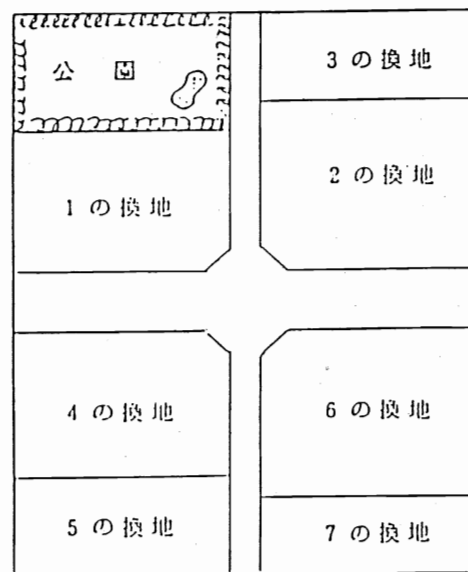 公 園
3 の 換 地
2 の 換 地
1 の 換 地
4 の 換 地
6 の 換 地
5 の 換 地
7 の 換 地